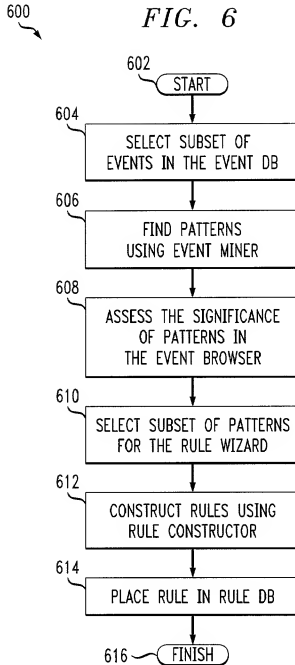 600
FIG. 6
602
START
604
SELECT SUBSET OF
EVENTS IN THE EVENT DB
606
FIND PATTERNS
USING EVENT MINER
608
ASSESS THE SIGNIFICANCE
OF PATTERNS IN
THE EVENT BROWSER
610
SELECT SUBSET OF PATTERNS
FOR THE RULE WIZARD
612
CONSTRUCT RULES USING
RULE CONSTRUCTOR
614
PLACE RULE IN RULE DB
616
FINISH